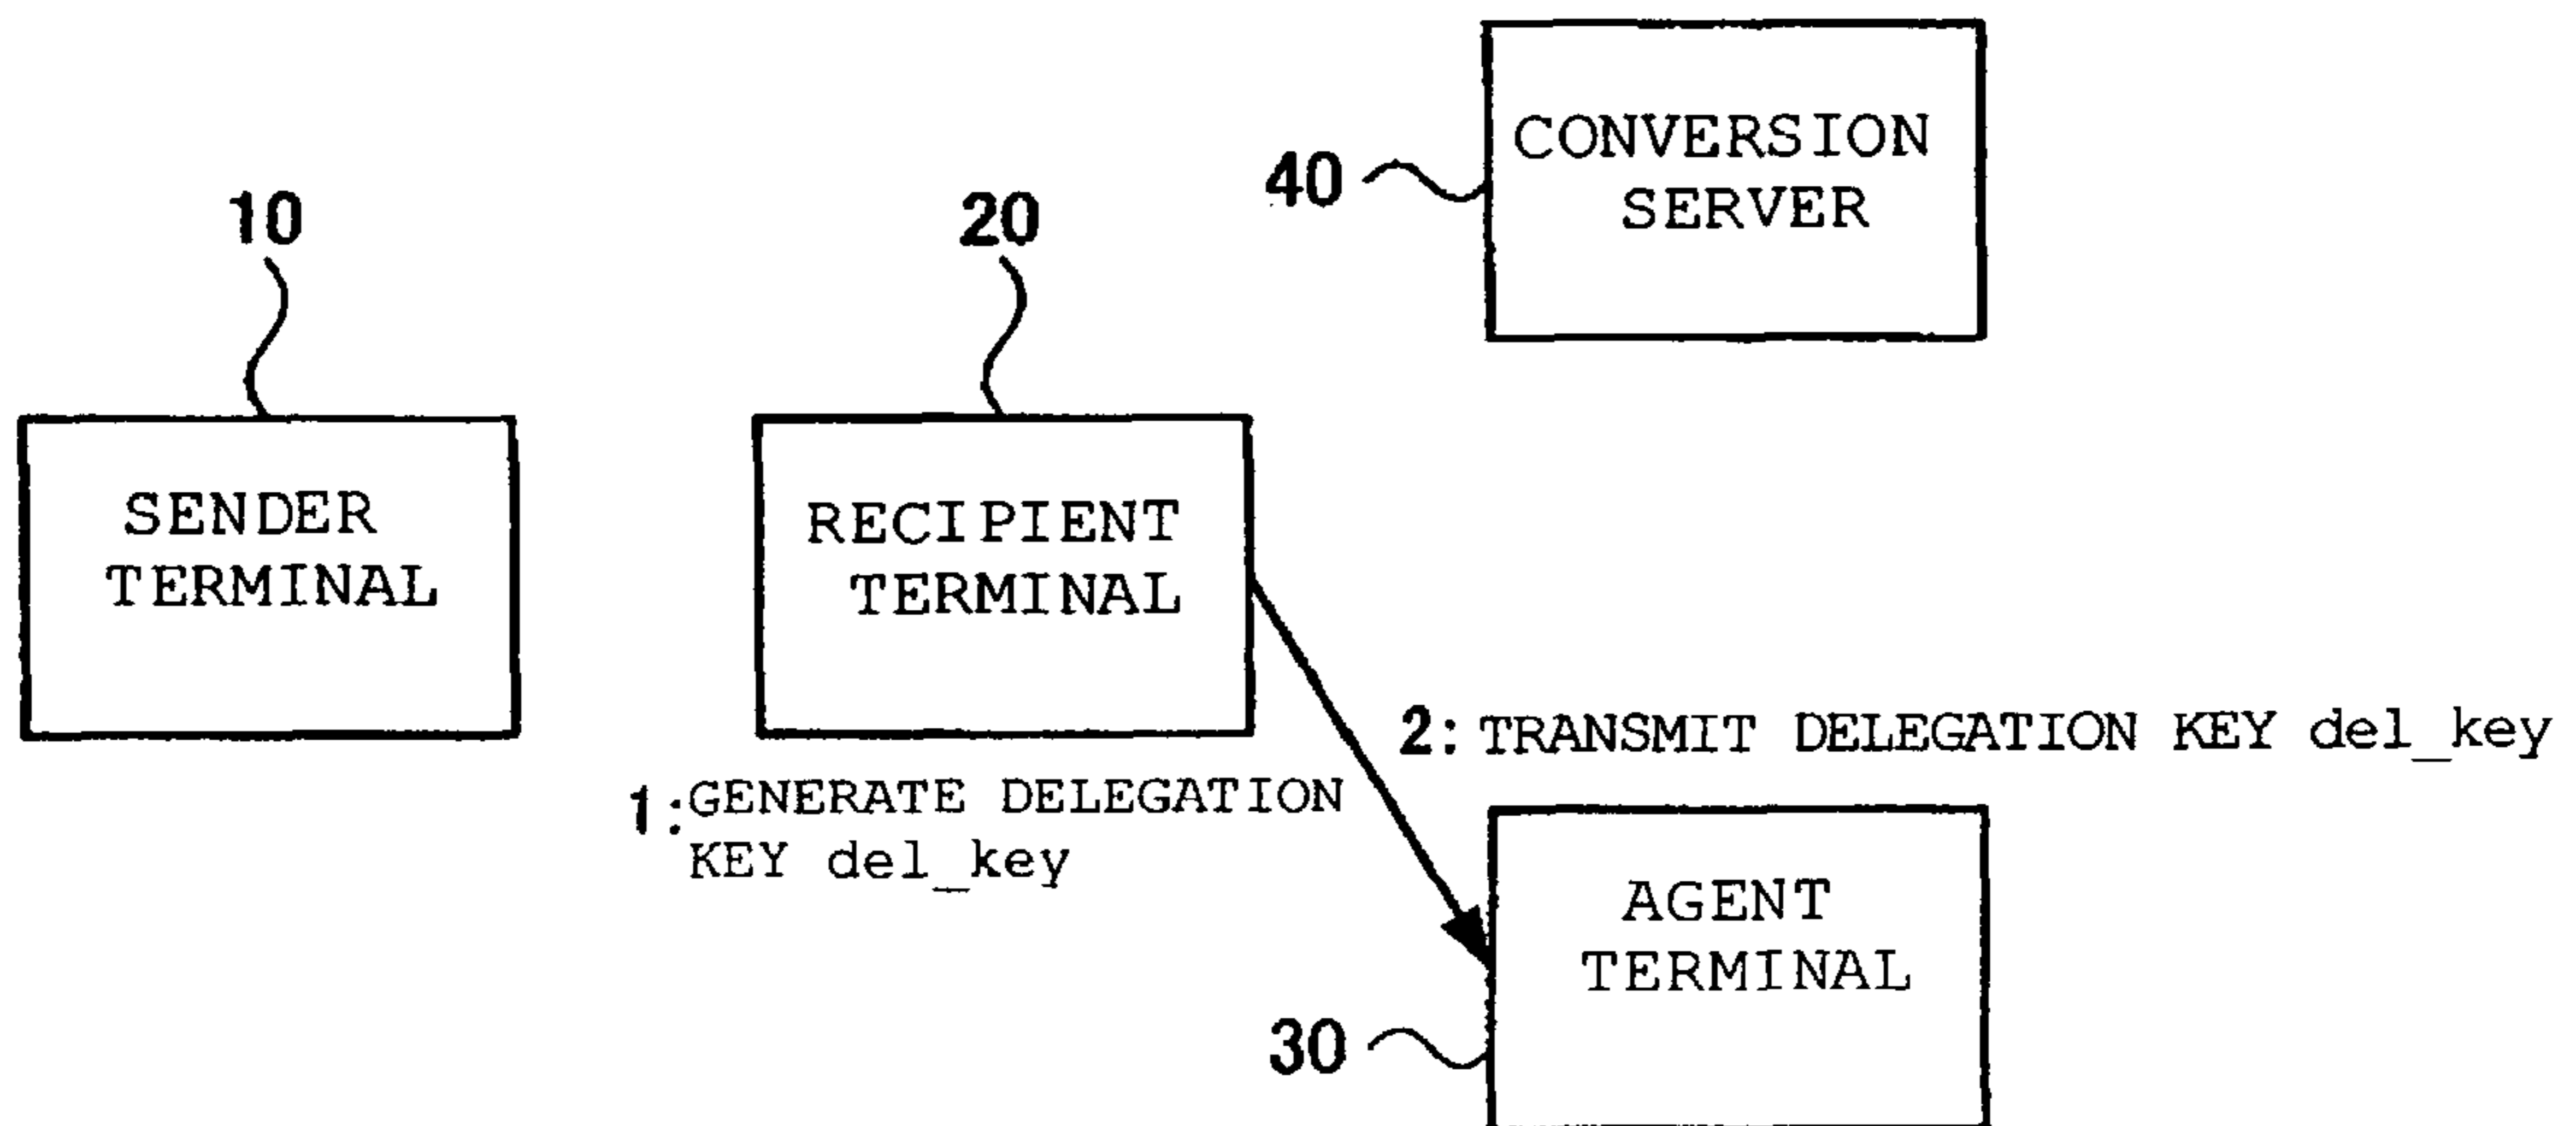 40
CONVERSION
SERVER
10
20
SENDER
TERMINAL
RECIPIENT
TERMINAL
1:GENERATE DELEGATION
KEY del_key
2: TRANSMIT DELEGATION KEY del_key
AGENT
TERMINAL
30